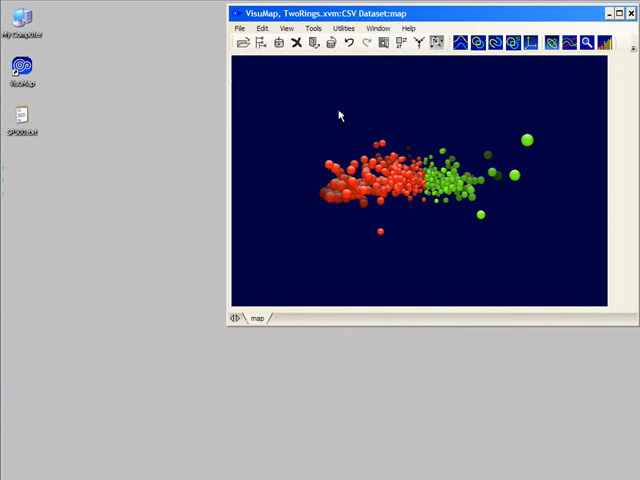 VisuMap, TwoRings.xvm:CSV Dataset:map
File Edit View Tools Utilities Window Help
My Computer
VisuMap
SP500.txt
map